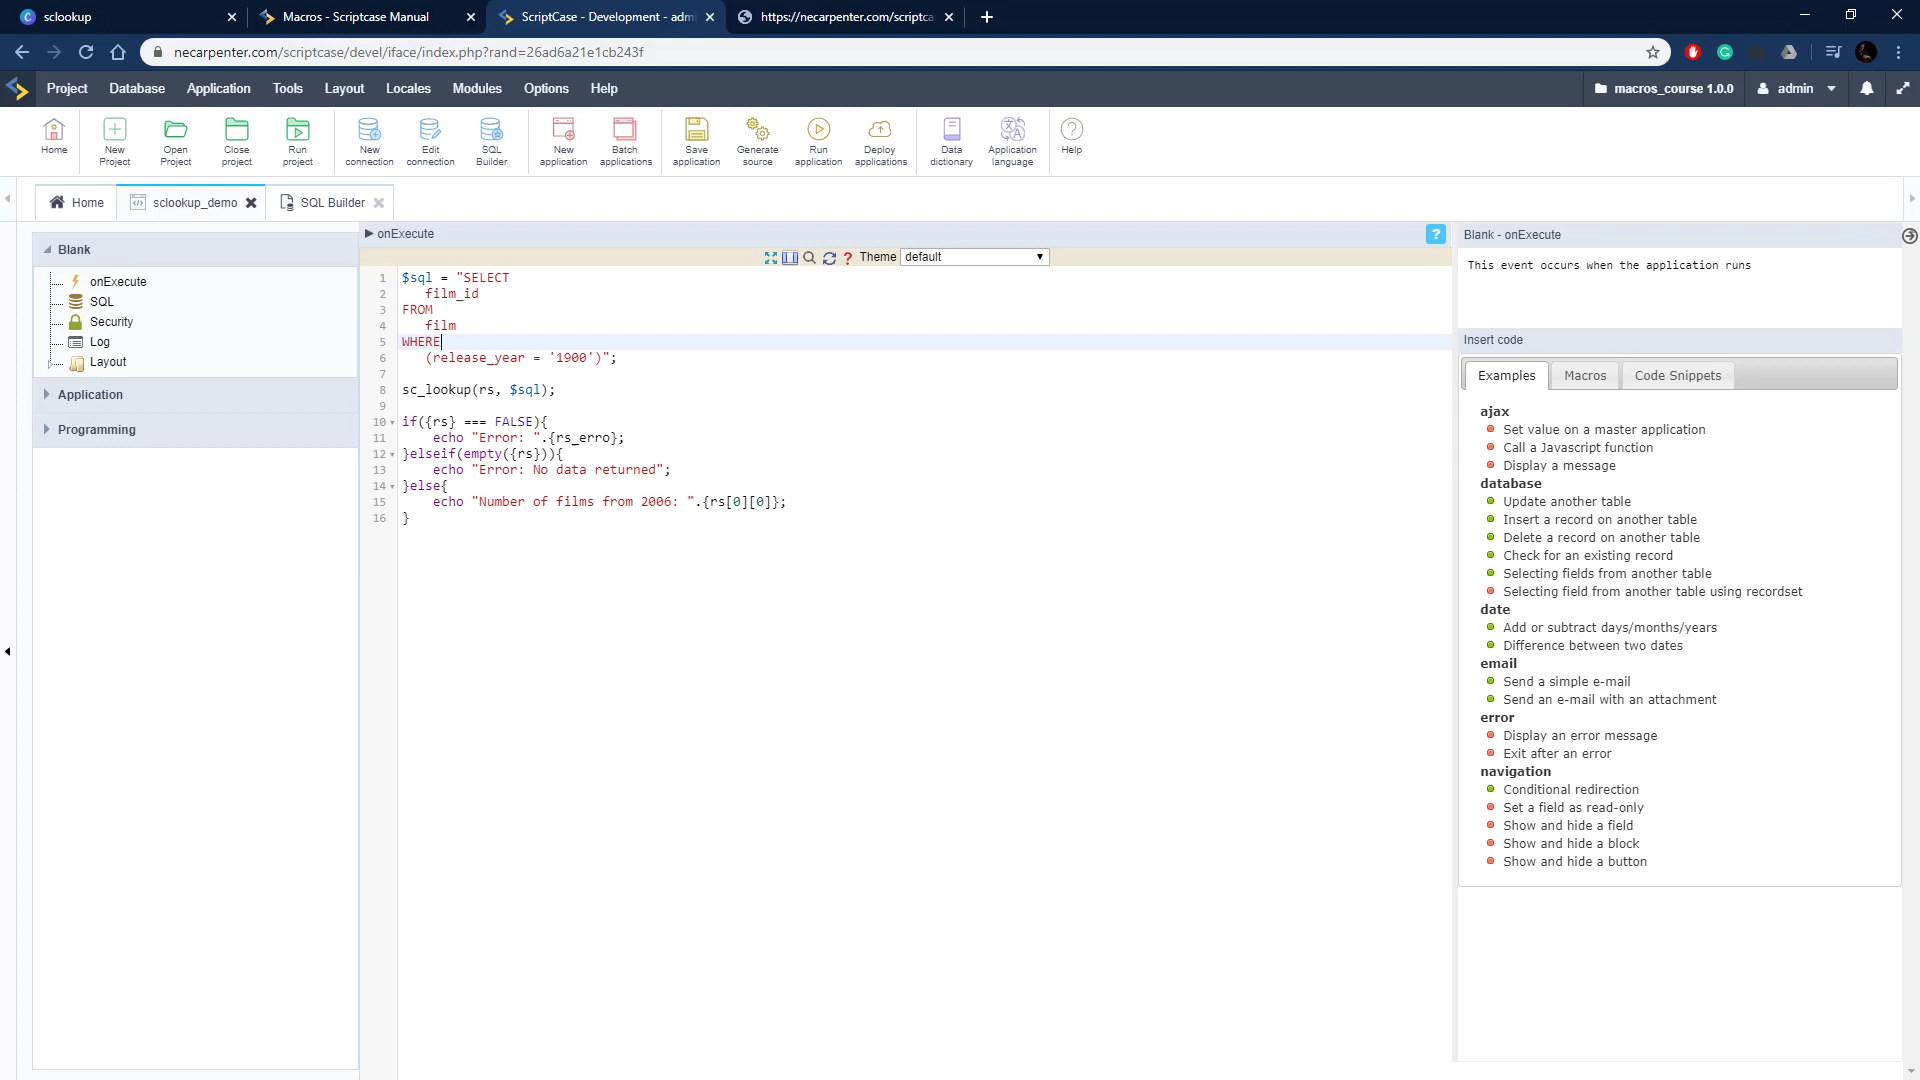 sclookup
Macros - Scriptcase Manual
ScriptCase - Development - admi
https://necarpenter.com/scriptca
necarpenter.com/scriptcase/devel/iface/index.php?rand=26ad6a21e1cb243f
Project Database Application Tools Layout Locales Modules Options Help
macros_course 1.0.0 admin
Home
New Project
Open Project
Close project
Run project
New connection
Edit connection
SQL Builder
New application
Batch applications
Save application
Generate source
Run application
Deploy applications
Data dictionary
Application language
Help
Home sclookup_demo SQL Builder
Blank
onExecute
SQL
Security
Log
Layout
Application
Programming
onExecute
? Theme default
1 $sql = "SELECT
2 film_id
3 FROM
4 film
5 WHERE
6 (release_year = '1900')";
7
8 sc_lookup(rs, $sql);
9
10 if({rs} === FALSE){
11 echo "Error: ".{rs_erro};
12 }elseif(empty({rs})){
13 echo "Error: No data returned";
14 }else{
15 echo "Number of films from 2006: ".{rs[0][0]};
16 }
?
Blank - onExecute
This event occurs when the application runs
Insert code
Examples Macros Code Snippets
ajax
Set value on a master application
Call a Javascript function
Display a message
database
Update another table
Insert a record on another table
Delete a record on another table
Check for an existing record
Selecting fields from another table
Selecting field from another table using recordset
date
Add or subtract days/months/years
Difference between two dates
email
Send a simple e-mail
Send an e-mail with an attachment
error
Display an error message
Exit after an error
navigation
Conditional redirection
Set a field as read-only
Show and hide a field
Show and hide a block
Show and hide a button